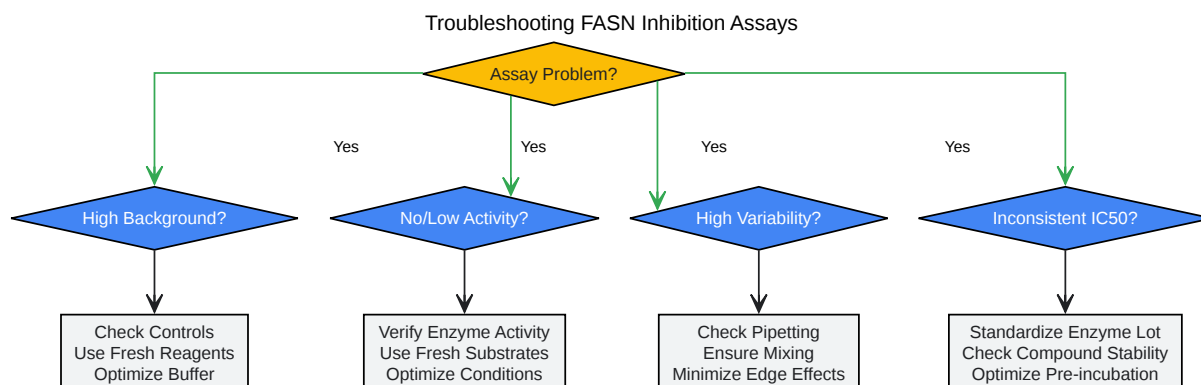 Troubleshooting FASN Inhibition Assays
Assay Problem?
Yes
Yes
Yes
Yes
High Background?
No/Low Activity?
High Variability?
Inconsistent IC50?
Check Controls
Use Fresh Reagents
Optimize Buffer
Verify Enzyme Activity
Use Fresh Substrates
Optimize Conditions
Check Pipetting
Ensure Mixing
Minimize Edge Effects
Standardize Enzyme Lot
Check Compound Stability
Optimize Pre-incubation